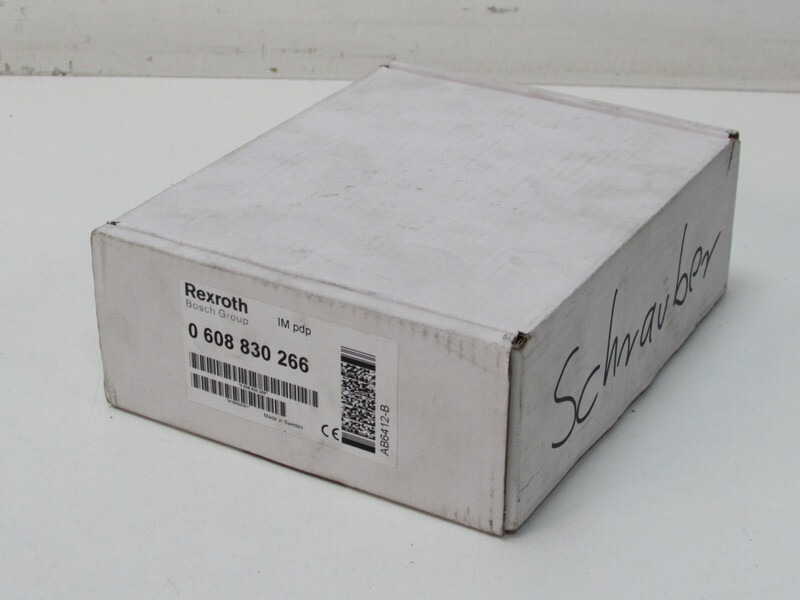 Rexroth
Bosch Group
IM pdp
0 608 830 266
Made in Sweden
CE
AB6412-B
Schrauber